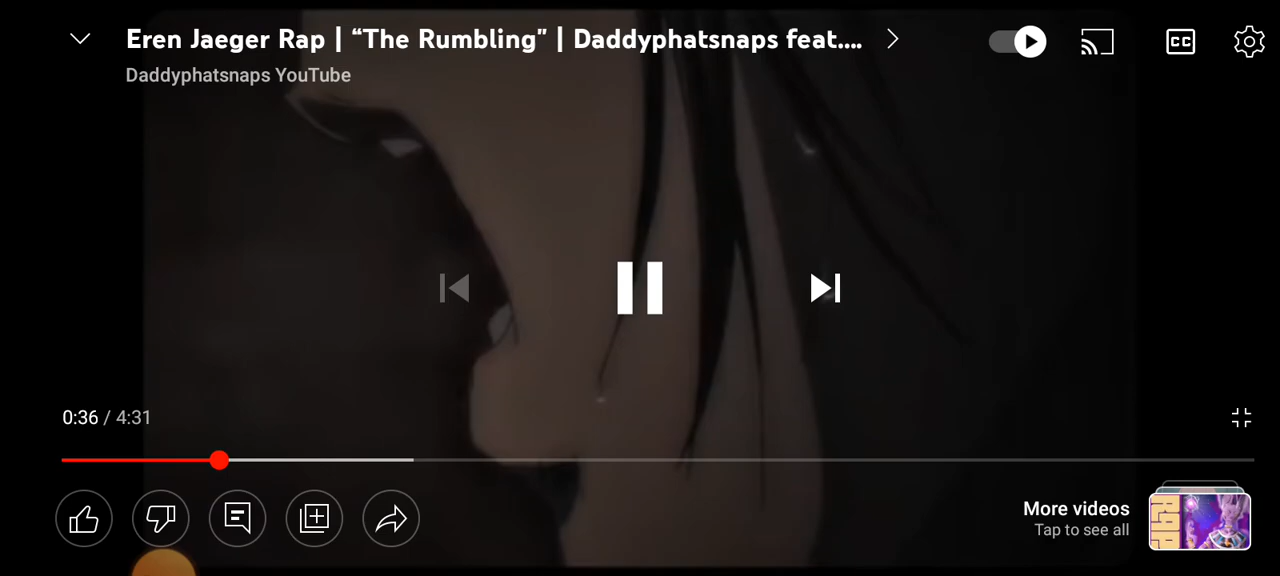 Eren Jaeger Rap | “The Rumbling” | Daddyphatsnaps feat....
Daddyphatsnaps YouTube
CC
0:36 / 4:31
More videos
Tap to see all
RAP